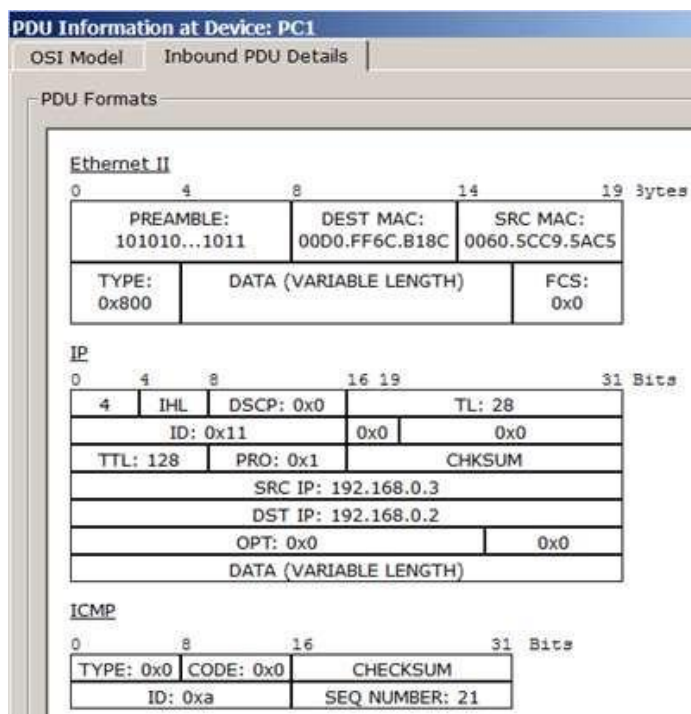 PDU Information at Device: PC1
OSI Model Inbound PDU Details
PDU Formats
Ethernet II
0 4 8 14 19 Bytes
PREAMBLE: DEST MAC: SRC MAC:
101010...1011 00D0.FF6C.B18C 0060.5CC9.5AC5
TYPE: DATA (VARIABLE LENGTH) FCS:
0x800 0x0
IP
0 4 8 16 19 31 Bits
4 IHL DSCP: 0x0 TL: 28
ID: 0x11 0x0 0x0
TTL: 128 PRO: 0x1 CHKSUM
SRC IP: 192.168.0.3
DST IP: 192.168.0.2
OPT: 0x0 0x0
DATA (VARIABLE LENGTH)
ICMP
0 8 16 31 Bits
TYPE: 0x0 CODE: 0x0 CHECKSUM
ID: 0xa SEQ NUMBER: 21